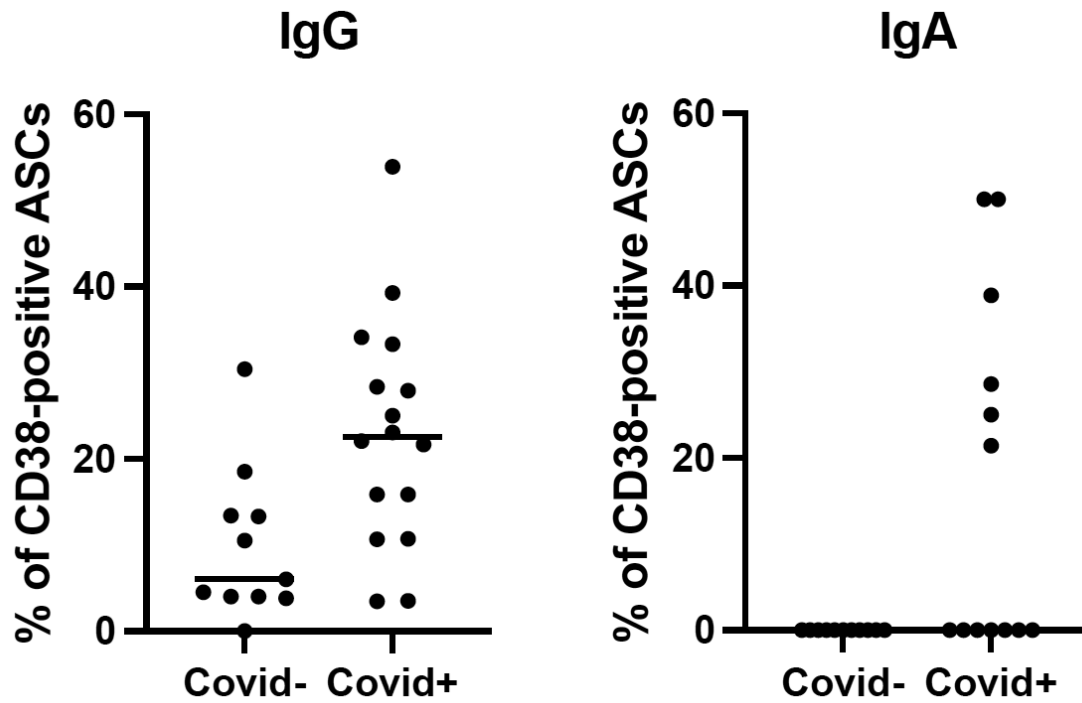 IgG
% of CD38-positive ASCs
60
40
20
0
Covid- Covid+
IgA
% of CD38-positive ASCs
60
40
20
0
Covid- Covid+